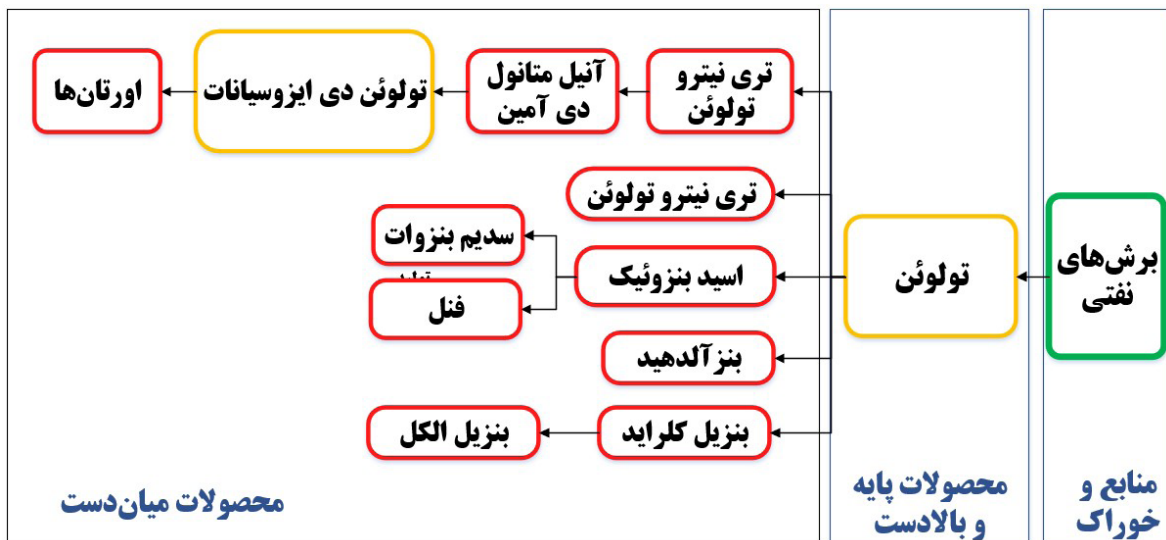 برش‌های
نفتی
تولوئن
تری نیترو
تولوئن
آنیل متانول
دی آمین
تولوئن دی ایزوسیانات
اورتان‌ها
تری نیترو تولوئن
اسید بنزوئیک
سدیم بنزوات
فنل
بنزآلدهید
بنزیل کلراید
بنزیل الکل
منابع و
خوراک
محصولات پایه
و بالادست
محصولات میان‌دست